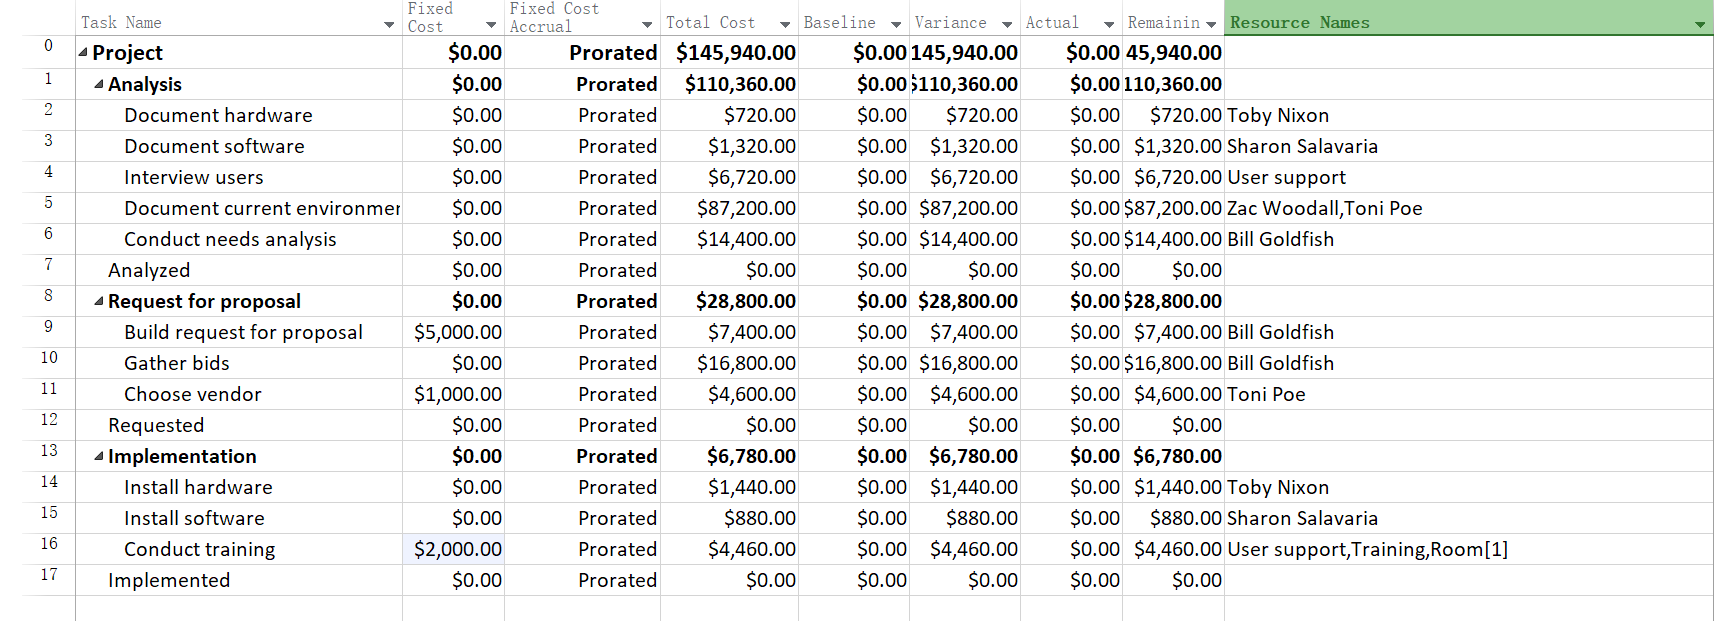 Task Name Fixed Cost Fixed Cost Accrual Total Cost Baseline Variance Actual Remainin Resource Names
0 Project $0.00 Prorated $145,940.00 $0.00 145,940.00 $0.00 45,940.00
1 Analysis $0.00 Prorated $110,360.00 $0.00 $110,360.00 $0.00 110,360.00
2 Document hardware $0.00 Prorated $720.00 $0.00 $720.00 $0.00 $720.00 Toby Nixon
3 Document software $0.00 Prorated $1,320.00 $0.00 $1,320.00 $0.00 $1,320.00 Sharon Salavaria
4 Interview users $0.00 Prorated $6,720.00 $0.00 $6,720.00 $0.00 $6,720.00 User support
5 Document current environmen $0.00 Prorated $87,200.00 $0.00 $87,200.00 $0.00 $87,200.00 Zac Woodall,Toni Poe
6 Conduct needs analysis $0.00 Prorated $14,400.00 $0.00 $14,400.00 $0.00 $14,400.00 Bill Goldfish
7 Analyzed $0.00 Prorated $0.00 $0.00 $0.00 $0.00 $0.00
8 Request for proposal $0.00 Prorated $28,800.00 $0.00 $28,800.00 $0.00 $28,800.00
9 Build request for proposal $5,000.00 Prorated $7,400.00 $0.00 $7,400.00 $0.00 $7,400.00 Bill Goldfish
10 Gather bids $0.00 Prorated $16,800.00 $0.00 $16,800.00 $0.00 $16,800.00 Bill Goldfish
11 Choose vendor $1,000.00 Prorated $4,600.00 $0.00 $4,600.00 $0.00 $4,600.00 Toni Poe
12 Requested $0.00 Prorated $0.00 $0.00 $0.00 $0.00 $0.00
13 Implementation $0.00 Prorated $6,780.00 $0.00 $6,780.00 $0.00 $6,780.00
14 Install hardware $0.00 Prorated $1,440.00 $0.00 $1,440.00 $0.00 $1,440.00 Toby Nixon
15 Install software $0.00 Prorated $880.00 $0.00 $880.00 $0.00 $880.00 Sharon Salavaria
16 Conduct training $2,000.00 Prorated $4,460.00 $0.00 $4,460.00 $0.00 $4,460.00 User support,Training,Room[1]
17 Implemented $0.00 Prorated $0.00 $0.00 $0.00 $0.00 $0.00